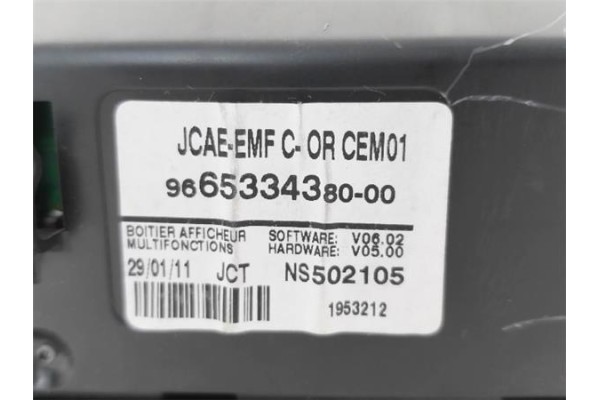 JCAE-EMF C- OR CEM01
9665334380-00
BOITIER AFFICHEUR SOFTWARE: V06.02
MULTIFONCTIONS HARDWARE: V05.00
29/01/11 JCT NS502105
1953212